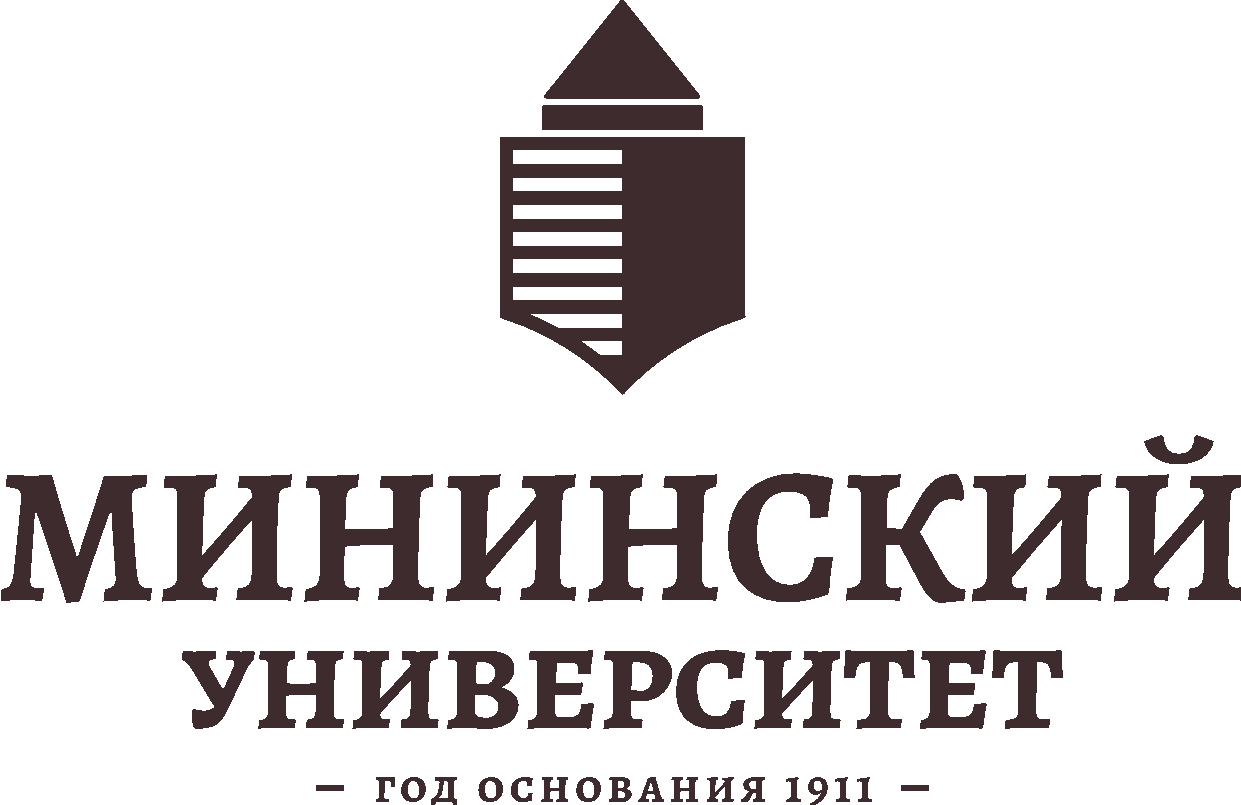 МИНИНСКИЙ
УНИВЕРСИТЕТ
– ГОД ОСНОВАНИЯ 1911 –